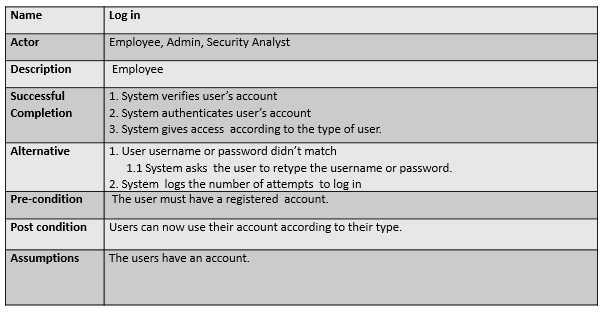 Name Log in
Actor Employee, Admin, Security Analyst
Description Employee
Successful Completion 1. System verifies user’s account
2. System authenticates user’s account
3. System gives access according to the type of user.
Alternative 1. User username or password didn’t match
1.1 System asks the user to retype the username or password.
2. System logs the number of attempts to log in
Pre-condition The user must have a registered account.
Post condition Users can now use their account according to their type.
Assumptions The users have an account.